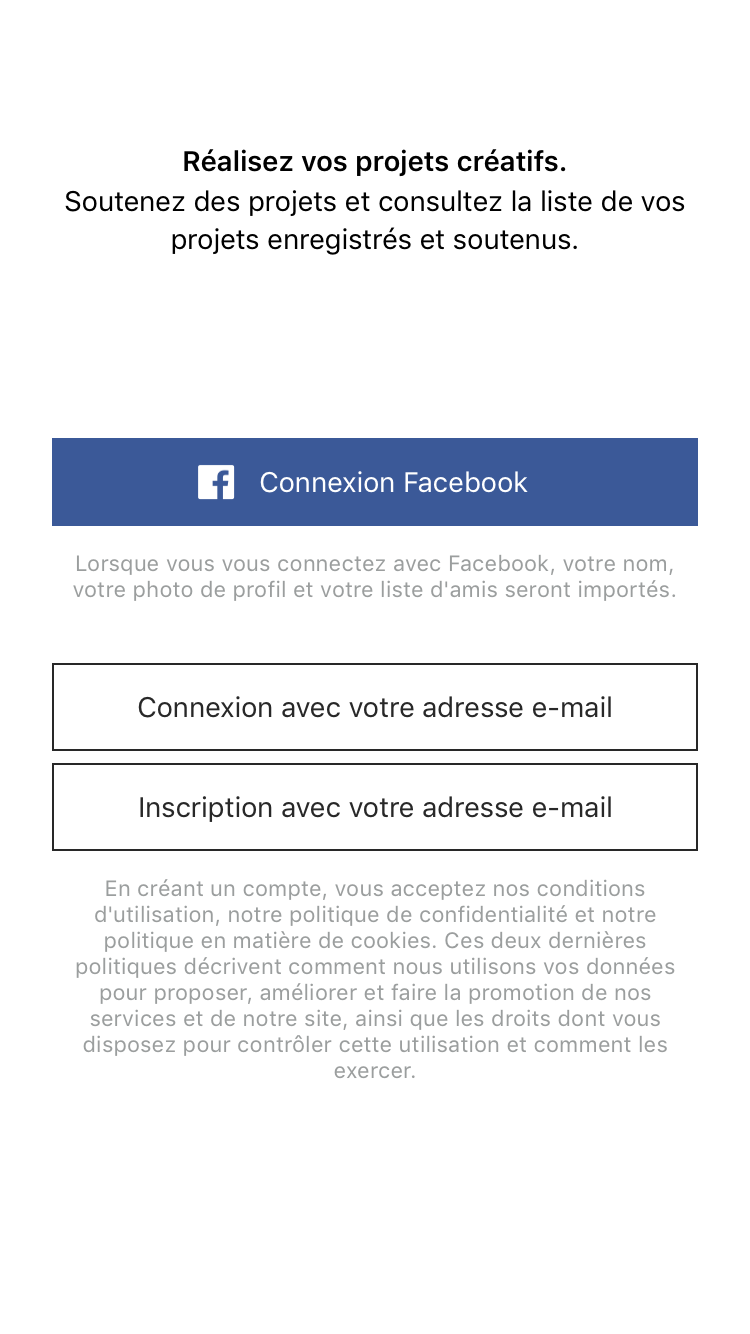 Réalisez vos projets créatifs.
Soutenez des projets et consultez la liste de vos
projets enregistrés et soutenus.
Connexion Facebook
Lorsque vous vous connectez avec Facebook, votre nom,
votre photo de profil et votre liste d'amis seront importés.
Connexion avec votre adresse e-mail
Inscription avec votre adresse e-mail
En créant un compte, vous acceptez nos conditions
d'utilisation, notre politique de confidentialité et notre
politique en matière de cookies. Ces deux dernières
politiques décrivent comment nous utilisons vos données
pour proposer, améliorer et faire la promotion de nos
services et de notre site, ainsi que les droits dont vous
disposez pour contrôler cette utilisation et comment les
exercer.